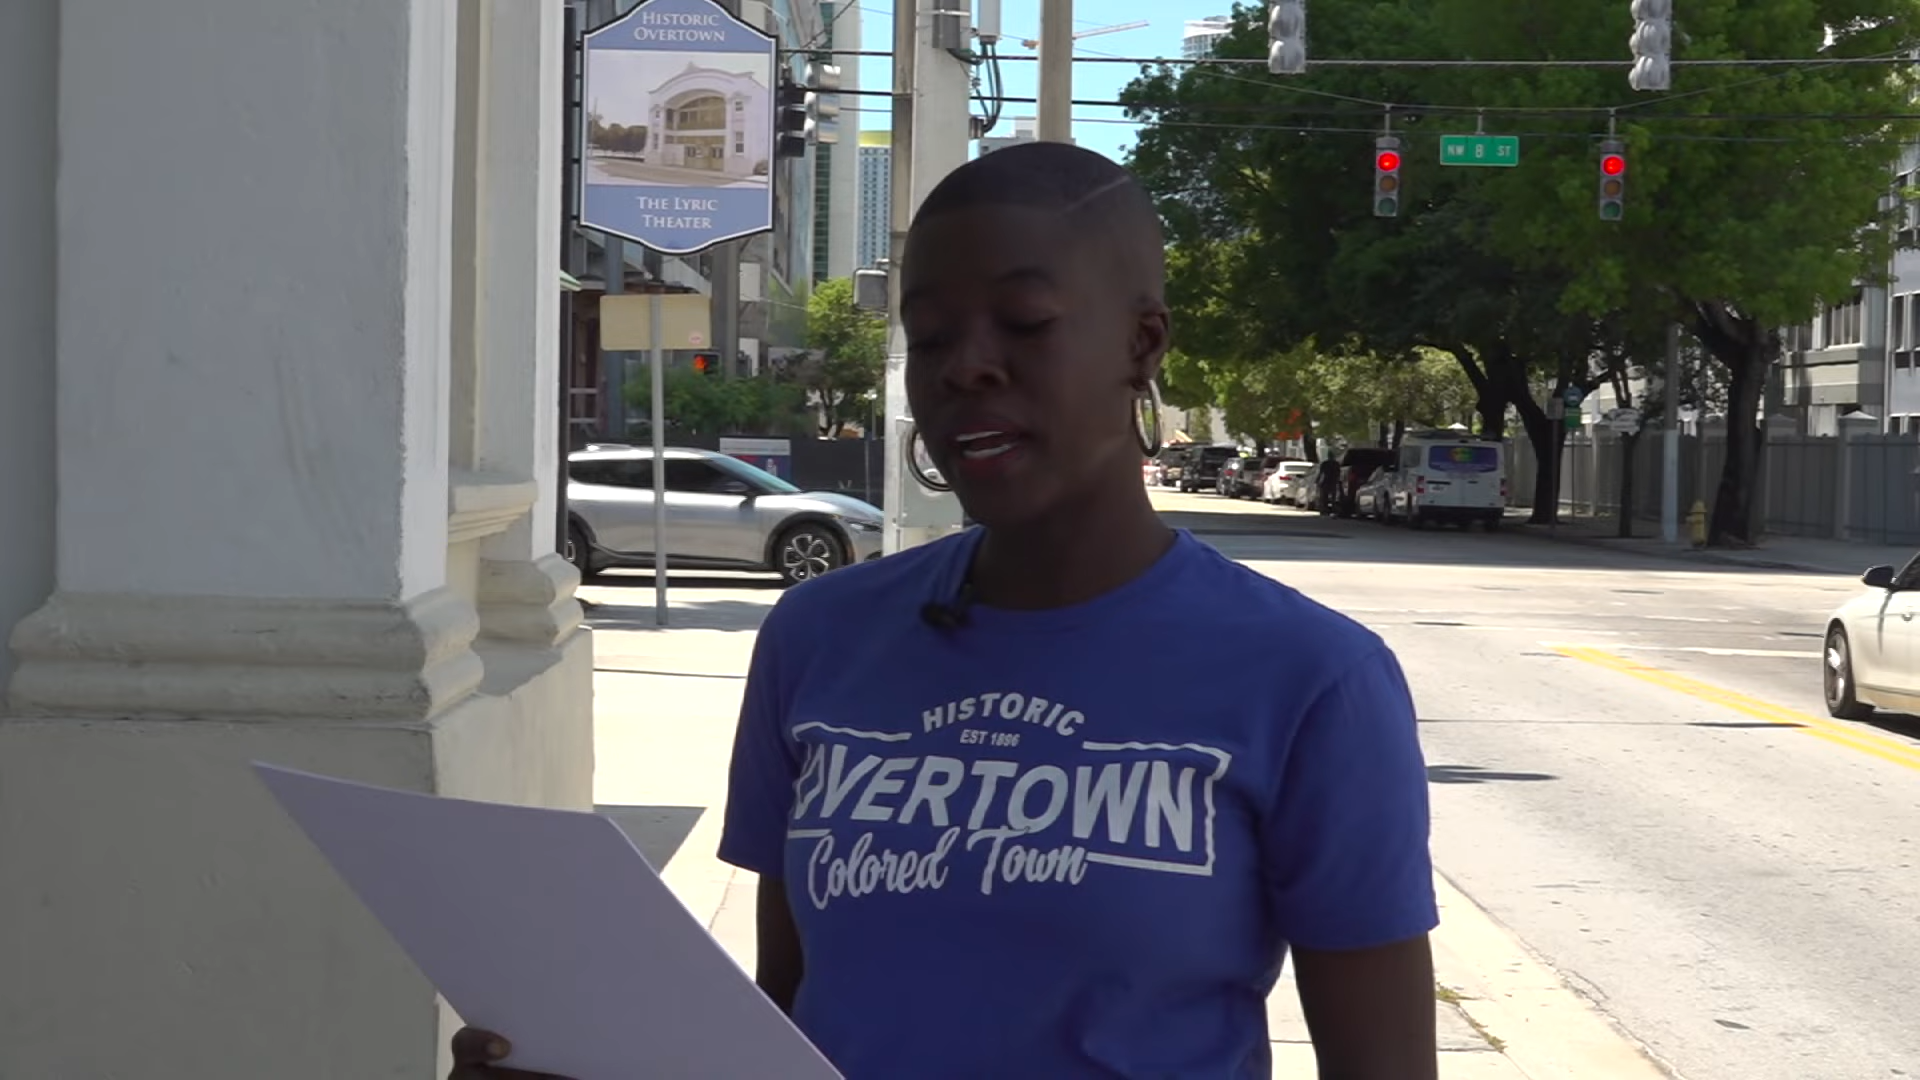 HISTORIC
OVERTOWN
THE LYRIC
THEATER
NW 8 ST
HISTORIC
EST 1896
OVERTOWN
Colored Town